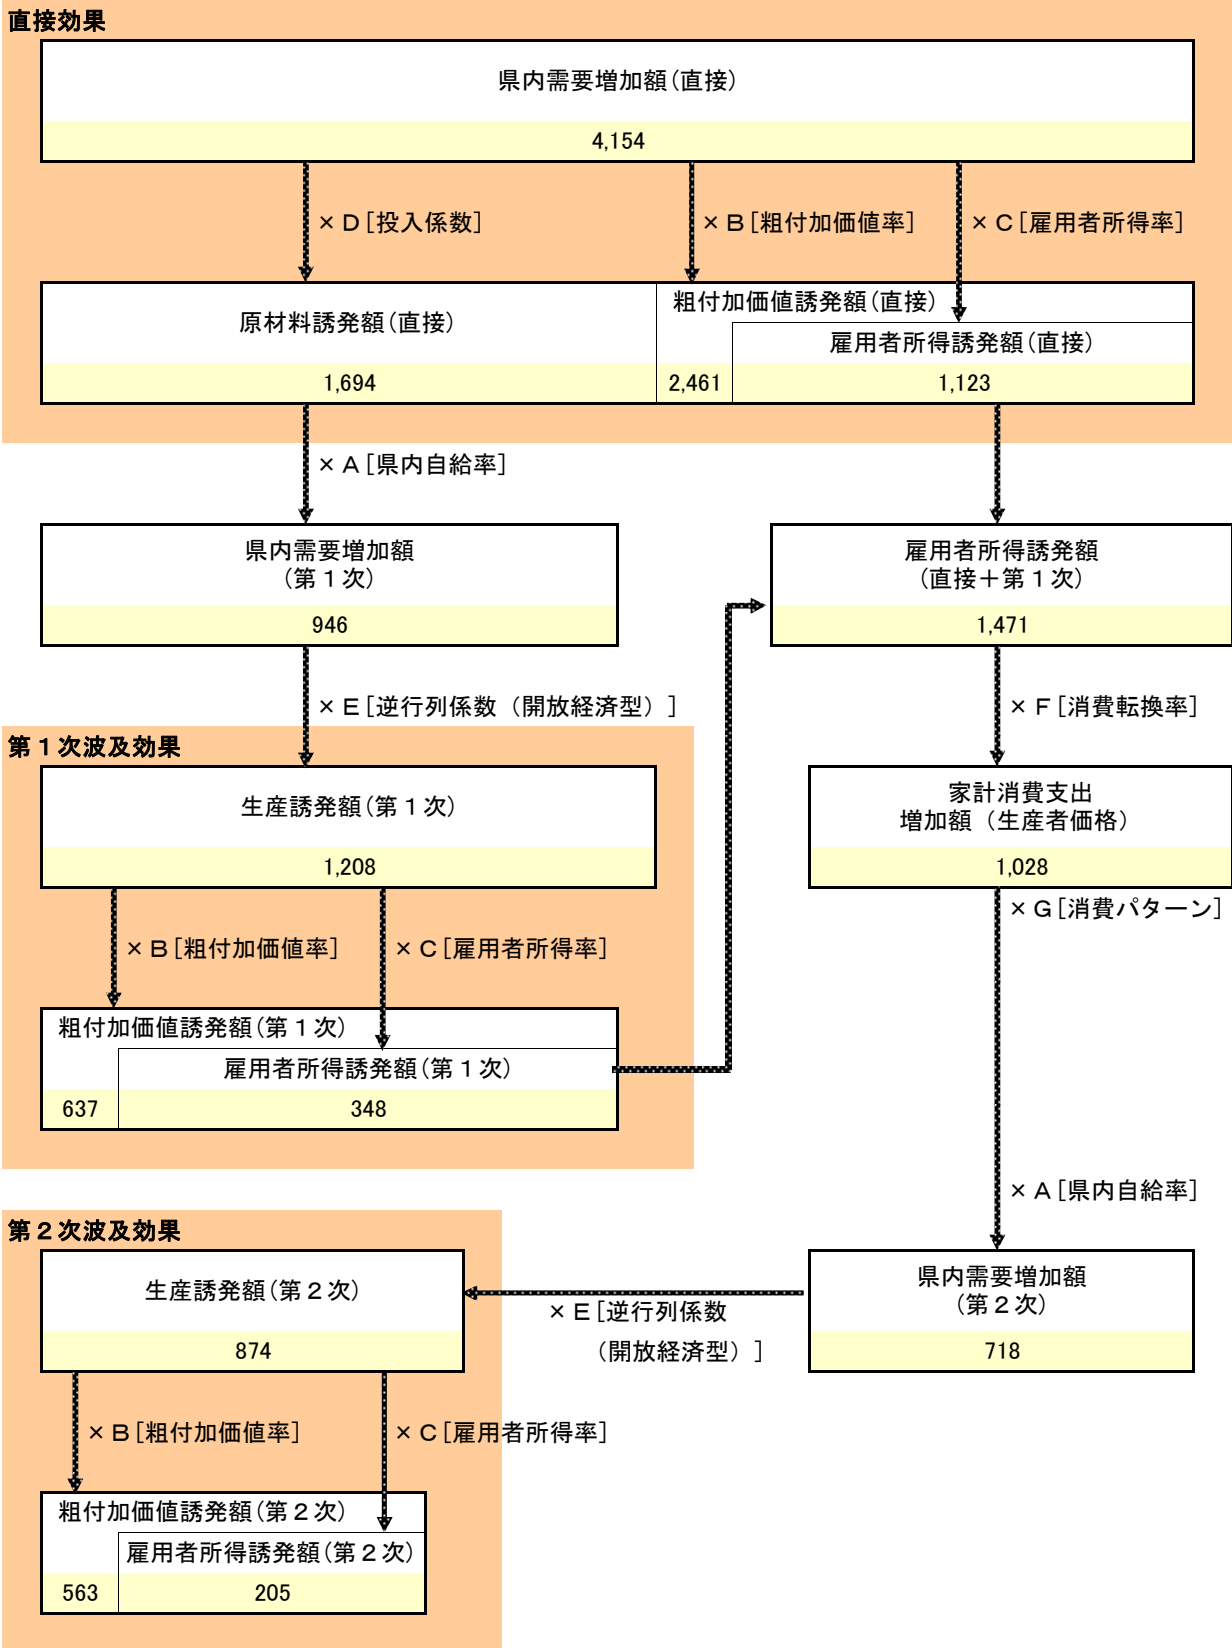 直接効果
県内需要増加額(直接)
4,154
× D[投入係数]
× B[粗付加価値率]
× C[雇用者所得率]
原材料誘発額(直接)
粗付加価値誘発額(直接)
雇用者所得誘発額(直接)
1,694
2,461
1,123
× A[県内自給率]
県内需要増加額
(第1次)
946
雇用者所得誘発額
(直接+第1次)
1,471
× E[逆行列係数(開放経済型)]
× F[消費転換率]
第1次波及効果
生産誘発額(第1次)
1,208
家計消費支出
増加額(生産者価格)
1,028
× G[消費パターン]
× B[粗付加価値率]
× C[雇用者所得率]
粗付加価値誘発額(第1次)
雇用者所得誘発額(第1次)
637
348
× A[県内自給率]
第2次波及効果
生産誘発額(第2次)
874
× E[逆行列係数
(開放経済型)]
県内需要増加額
(第2次)
718
× B[粗付加価値率]
× C[雇用者所得率]
粗付加価値誘発額(第2次)
雇用者所得誘発額(第2次)
563
205